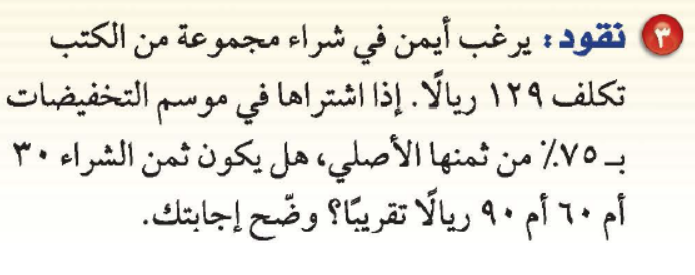 ٣ نقود: يرغب أيمن في شراء مجموعة من الكتب
تكلف ١٢٩ ريالًا. إذا اشتراها في موسم التخفيضات
بـ ٧٥٪ من ثمنها الأصلي، هل يكون ثمن الشراء ٣٠
أم ٦٠ أم ٩٠ ريالًا تقريبًا؟ وضّح إجابتك.